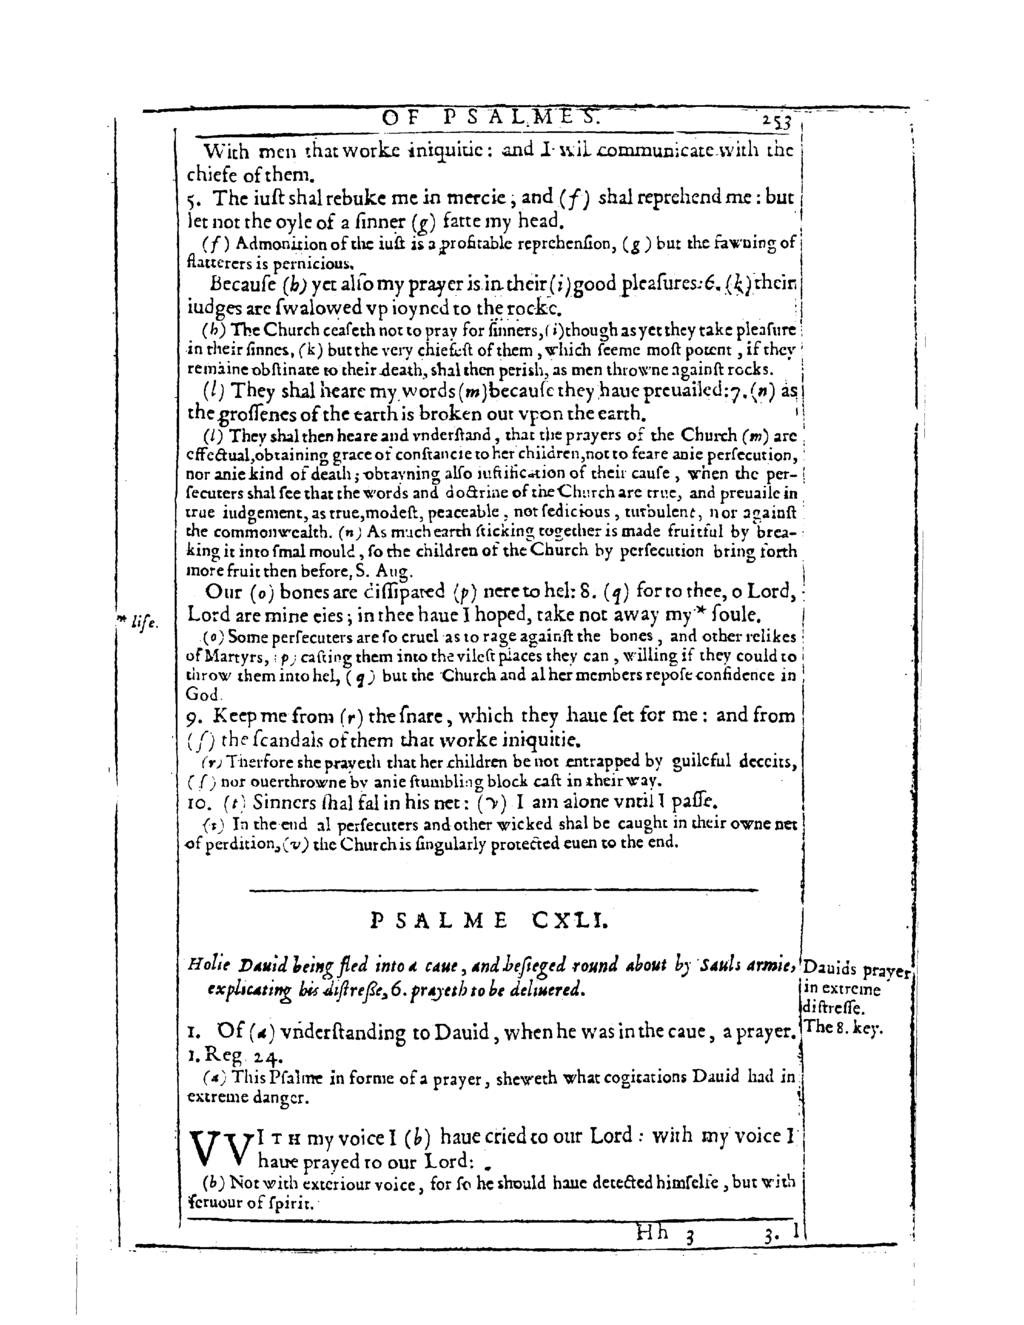 OF PSALMES. 253
With men that worke iniquitie: and I wil communicate with the
chiefe of them.
5. The iuſt shal rebuke me in mercie; and (f) shal reprehend me: but
let not the oyle of a ſinner (g) fatte my head.
(f) Admonition of the iuſt is a profitable reprehenſion, (g) but the fawning of
flatterers is pernicious.
Becauſe (h) yet alſo my prayer is in their (i) good pleaſures: 6. (k) their
iudges are ſwalowed vp ioyned to the rocke.
(h) The Church ceaſeth not to pray for ſinners, (i) though as yet they take pleaſure
in their ſinnes, (k) but the very chiefeſt of them, which ſeeme moſt potent, if they
remaine obſtinate to their death, shal then perish, as men throwne againſt rocks.
(l) They shal heare my words (m) becauſe they haue preuailed: 7. (n) as
the groſſenes of the earth is broken out vpon the earth.
(l) They shal then heare and vnderſtand, that the prayers of the Church (m) are
effectual, obtaining grace of conſtancie to her children, not to feare anie perſecution,
nor anie kind of death; obtayning alſo iuſtification of their cauſe, when the per-
ſecuters shal ſee that the words and doctrine of the Church are true, and preuaile in
true iudgement, as true, modeſt, peaceable, not ſedicious, turbulent, nor againſt
the commonwealth. (n) As much earth ſticking together is made fruitful by brea-
king it into ſmal mould, ſo the children of the Church by perſecution bring forth
more fruit then before, S. Aug.
Our (o) bones are diſſipated (p) nere to hel: 8. (q) for to thee, o Lord,
* life. Lord are mine eies; in thee haue I hoped, take not away my * ſoule.
(o) Some perſecuters are ſo cruel as to rage againſt the bones, and other relikes
of Martyrs, (p) caſting them into the vileſt places they can, willing if they could to
throw them into hel, (q) but the Church and al her members repoſe confidence in
God.
9. Keep me from (r) the ſnare, which they haue ſet for me: and from
(ſ) the ſcandals of them that worke iniquitie.
(r) Therfore she prayeth that her children be not entrapped by guileful deceits,
(ſ) nor ouerthrowne by anie ſtumbling block caſt in their way.
10. (t) Sinners ſhal fal in his net: (v) I am alone vntil I paſſe.
(t) In the end al perſecuters and other wicked shal be caught in their owne net
of perdition, (v) the Church is ſingularly protected euen to the end.
PSALME CXLI.
Holie Dauid being fled into a caue, and beſieged round about by Sauls armie,
explicating his diſtreſſe, 6. prayeth to be deliuered.
Dauids prayer
in extreme
diſtreſſe.
The 8. key.
1. Of (a) vnderſtanding to Dauid, when he was in the caue, a prayer.
1. Reg. 24.
(a) This Pſalme in forme of a prayer, sheweth what cogitations Dauid had in
extreme danger.
VVITH my voice I (b) haue cried to our Lord: with my voice I
haue prayed to our Lord:
(b) Not with exteriour voice, for ſo he should haue detected himſelfe, but with
feruour of ſpirit.
Hh 3 3. I